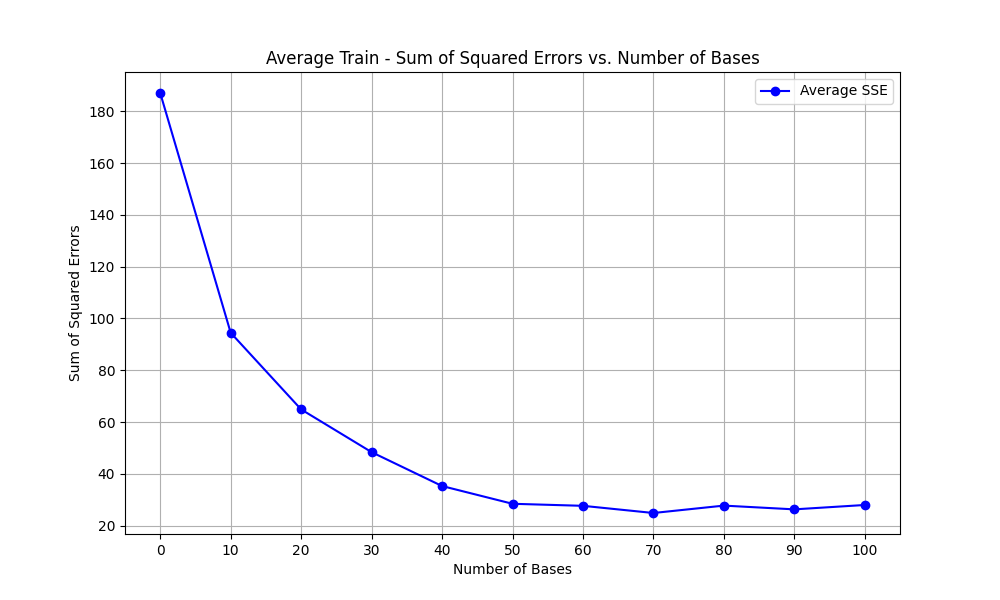 Average Train - Sum of Squared Errors vs. Number of Bases
Average SSE
Sum of Squared Errors
180
160
140
120
100
80
60
40
20
0 10 20 30 40 50 60 70 80 90 100
Number of Bases